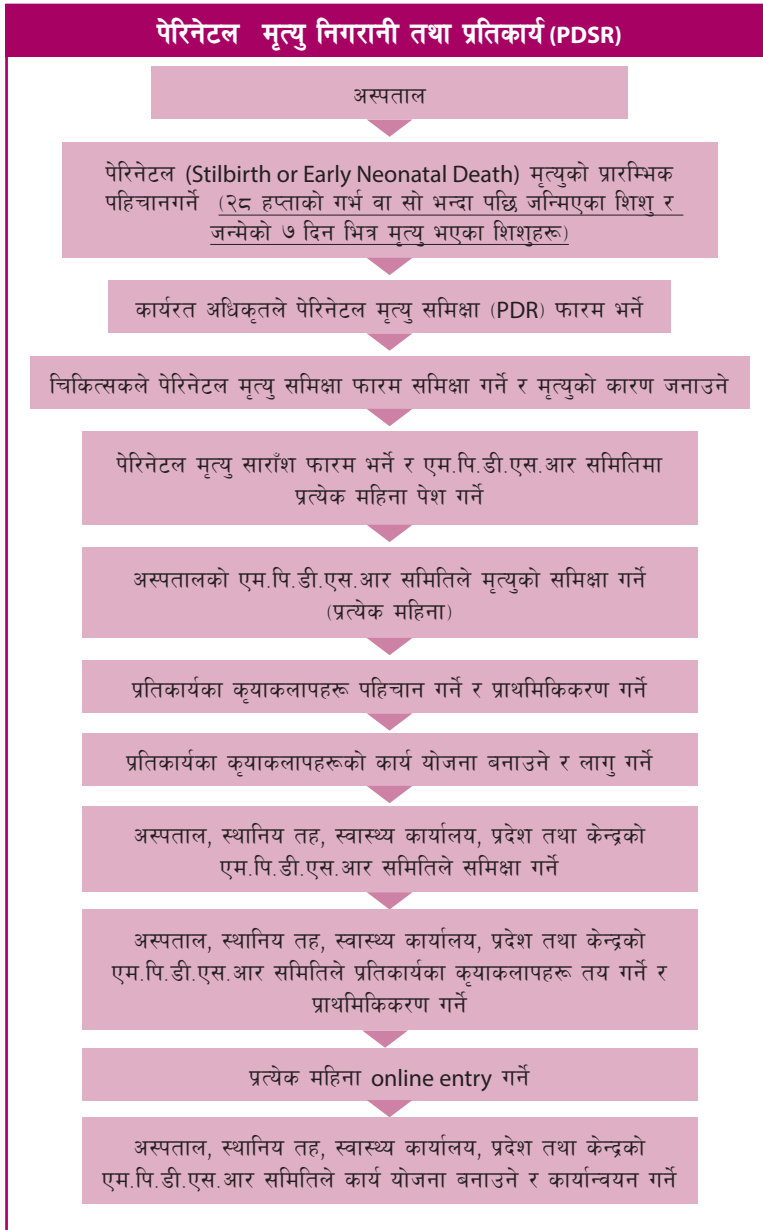 पेरिनेटल मृत्यु निगरानी तथा प्रतिकार्य (PDSR)
अस्पताल
पेरिनेटल (Stilbirth or Early Neonatal Death) मृत्युको प्रारम्भिक
पहिचानगर्ने (२८ हप्ताको गर्भ वा सो भन्दा पछि जन्मिएका शिशु र
जन्मेको ७ दिन भित्र मृत्यु भएका शिशुहरू)
कार्यरत अधिकृतले पेरिनेटल मृत्यु समिक्षा (PDR) फारम भर्ने
चिकित्सकले पेरिनेटल मृत्यु समिक्षा फारम समिक्षा गर्ने र मृत्युको कारण जनाउने
पेरिनेटल मृत्यु साराँश फारम भर्ने र एम.पि.डी.एस.आर समितिमा
प्रत्येक महिना पेश गर्ने
अस्पतालको एम.पि.डी.एस.आर समितिले मृत्युको समिक्षा गर्ने
(प्रत्येक महिना)
प्रतिकार्यका कृयाकलापहरू पहिचान गर्ने र प्राथमिकिकरण गर्ने
प्रतिकार्यका कृयाकलापहरूको कार्य योजना बनाउने र लागु गर्ने
अस्पताल, स्थानिय तह, स्वास्थ्य कार्यालय, प्रदेश तथा केन्द्रको
एम.पि.डी.एस.आर समितिले समिक्षा गर्ने
अस्पताल, स्थानिय तह, स्वास्थ्य कार्यालय, प्रदेश तथा केन्द्रको
एम.पि.डी.एस.आर समितिले प्रतिकार्यका कृयाकलापहरू तय गर्ने र
प्राथमिकिकरण गर्ने
प्रत्येक महिना online entry गर्ने
अस्पताल, स्थानिय तह, स्वास्थ्य कार्यालय, प्रदेश तथा केन्द्रको
एम.पि.डी.एस.आर समितिले कार्य योजना बनाउने र कार्यान्वयन गर्ने